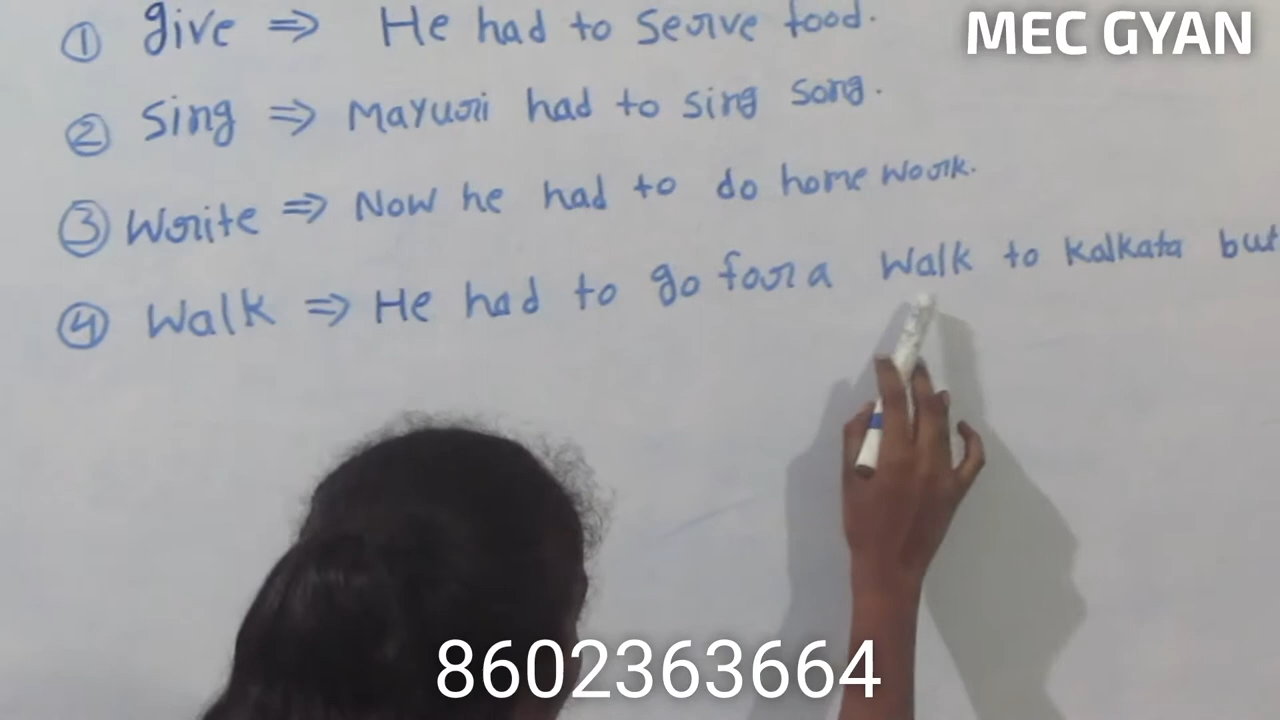 MEC GYAN
① give ⇒ He had to serve food.
② Sing ⇒ Mayuri had to sing song.
③ Write ⇒ Now he had to do home work.
④ Walk ⇒ He had to go for a walk to Kalkata but
8602363664